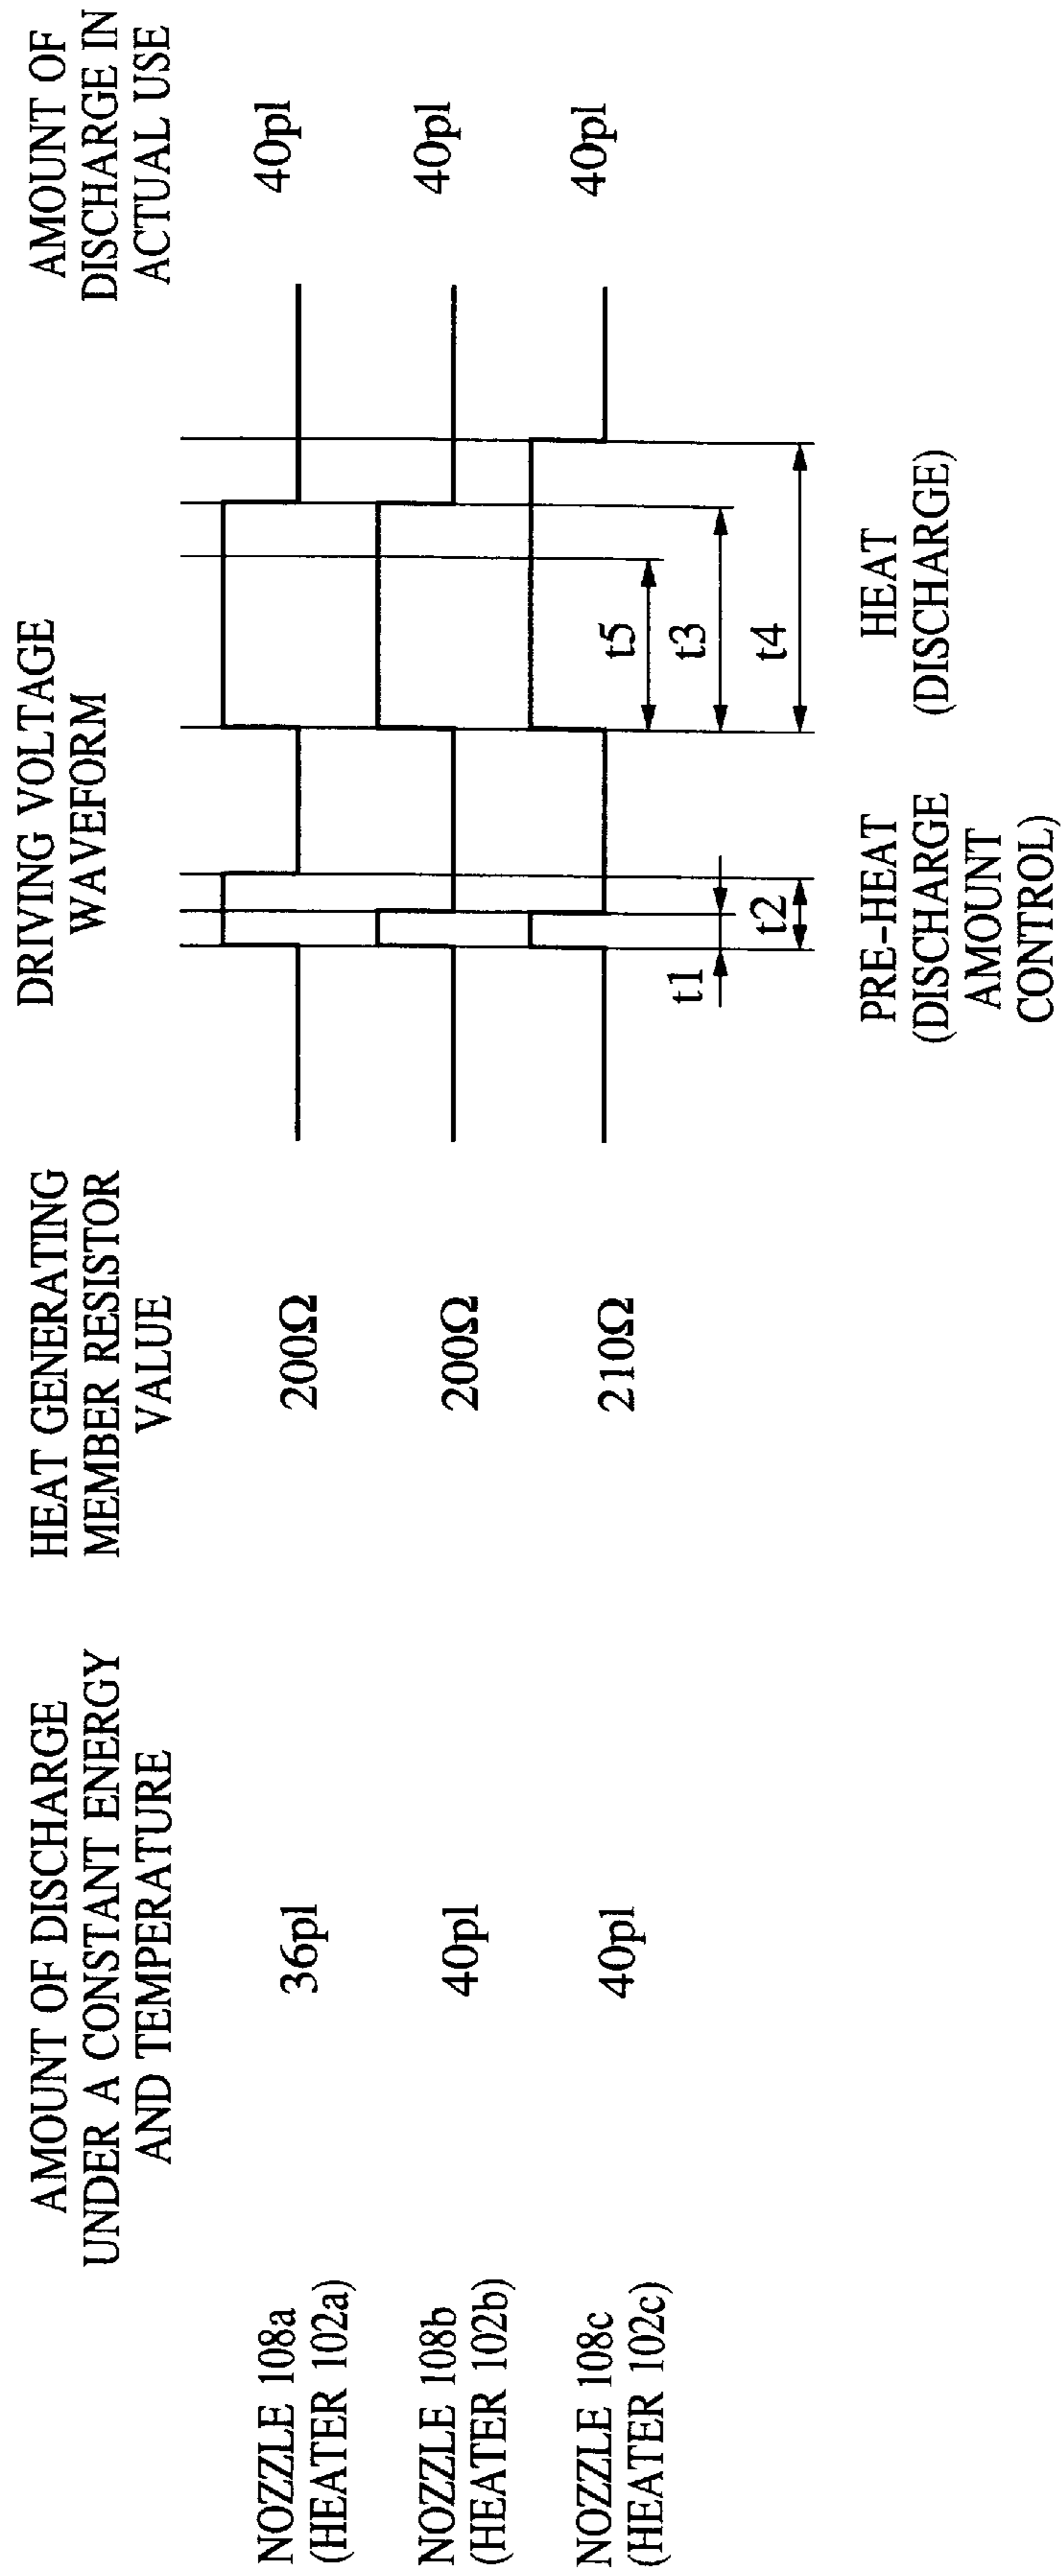 AMOUNT OF DISCHARGE
UNDER A CONSTANT ENERGY
AND TEMPERATURE
HEAT GENERATING
MEMBER RESISTOR
VALUE
DRIVING VOLTAGE
WAVEFORM
AMOUNT OF
DISCHARGE IN
ACTUAL USE
NOZZLE 108a
(HEATER 102a)
36pl
200Ω
40pl
NOZZLE 108b
(HEATER 102b)
40pl
200Ω
40pl
NOZZLE 108c
(HEATER 102c)
40pl
210Ω
40pl
t1
t2
t5
t3
t4
PRE-HEAT
(DISCHARGE
AMOUNT
CONTROL)
HEAT
(DISCHARGE)